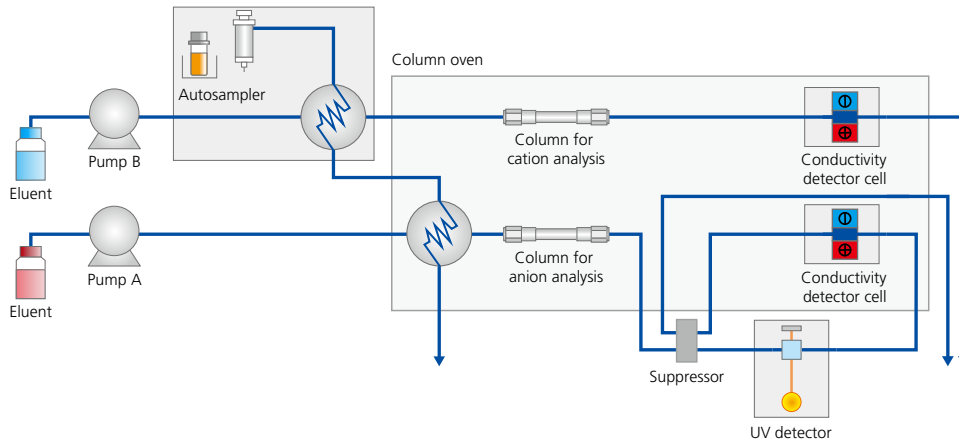 Column oven
Autosampler
Pump B
Eluent
Column for
cation analysis
Conductivity
detector cell
Pump A
Eluent
Column for
anion analysis
Conductivity
detector cell
Suppressor
UV detector